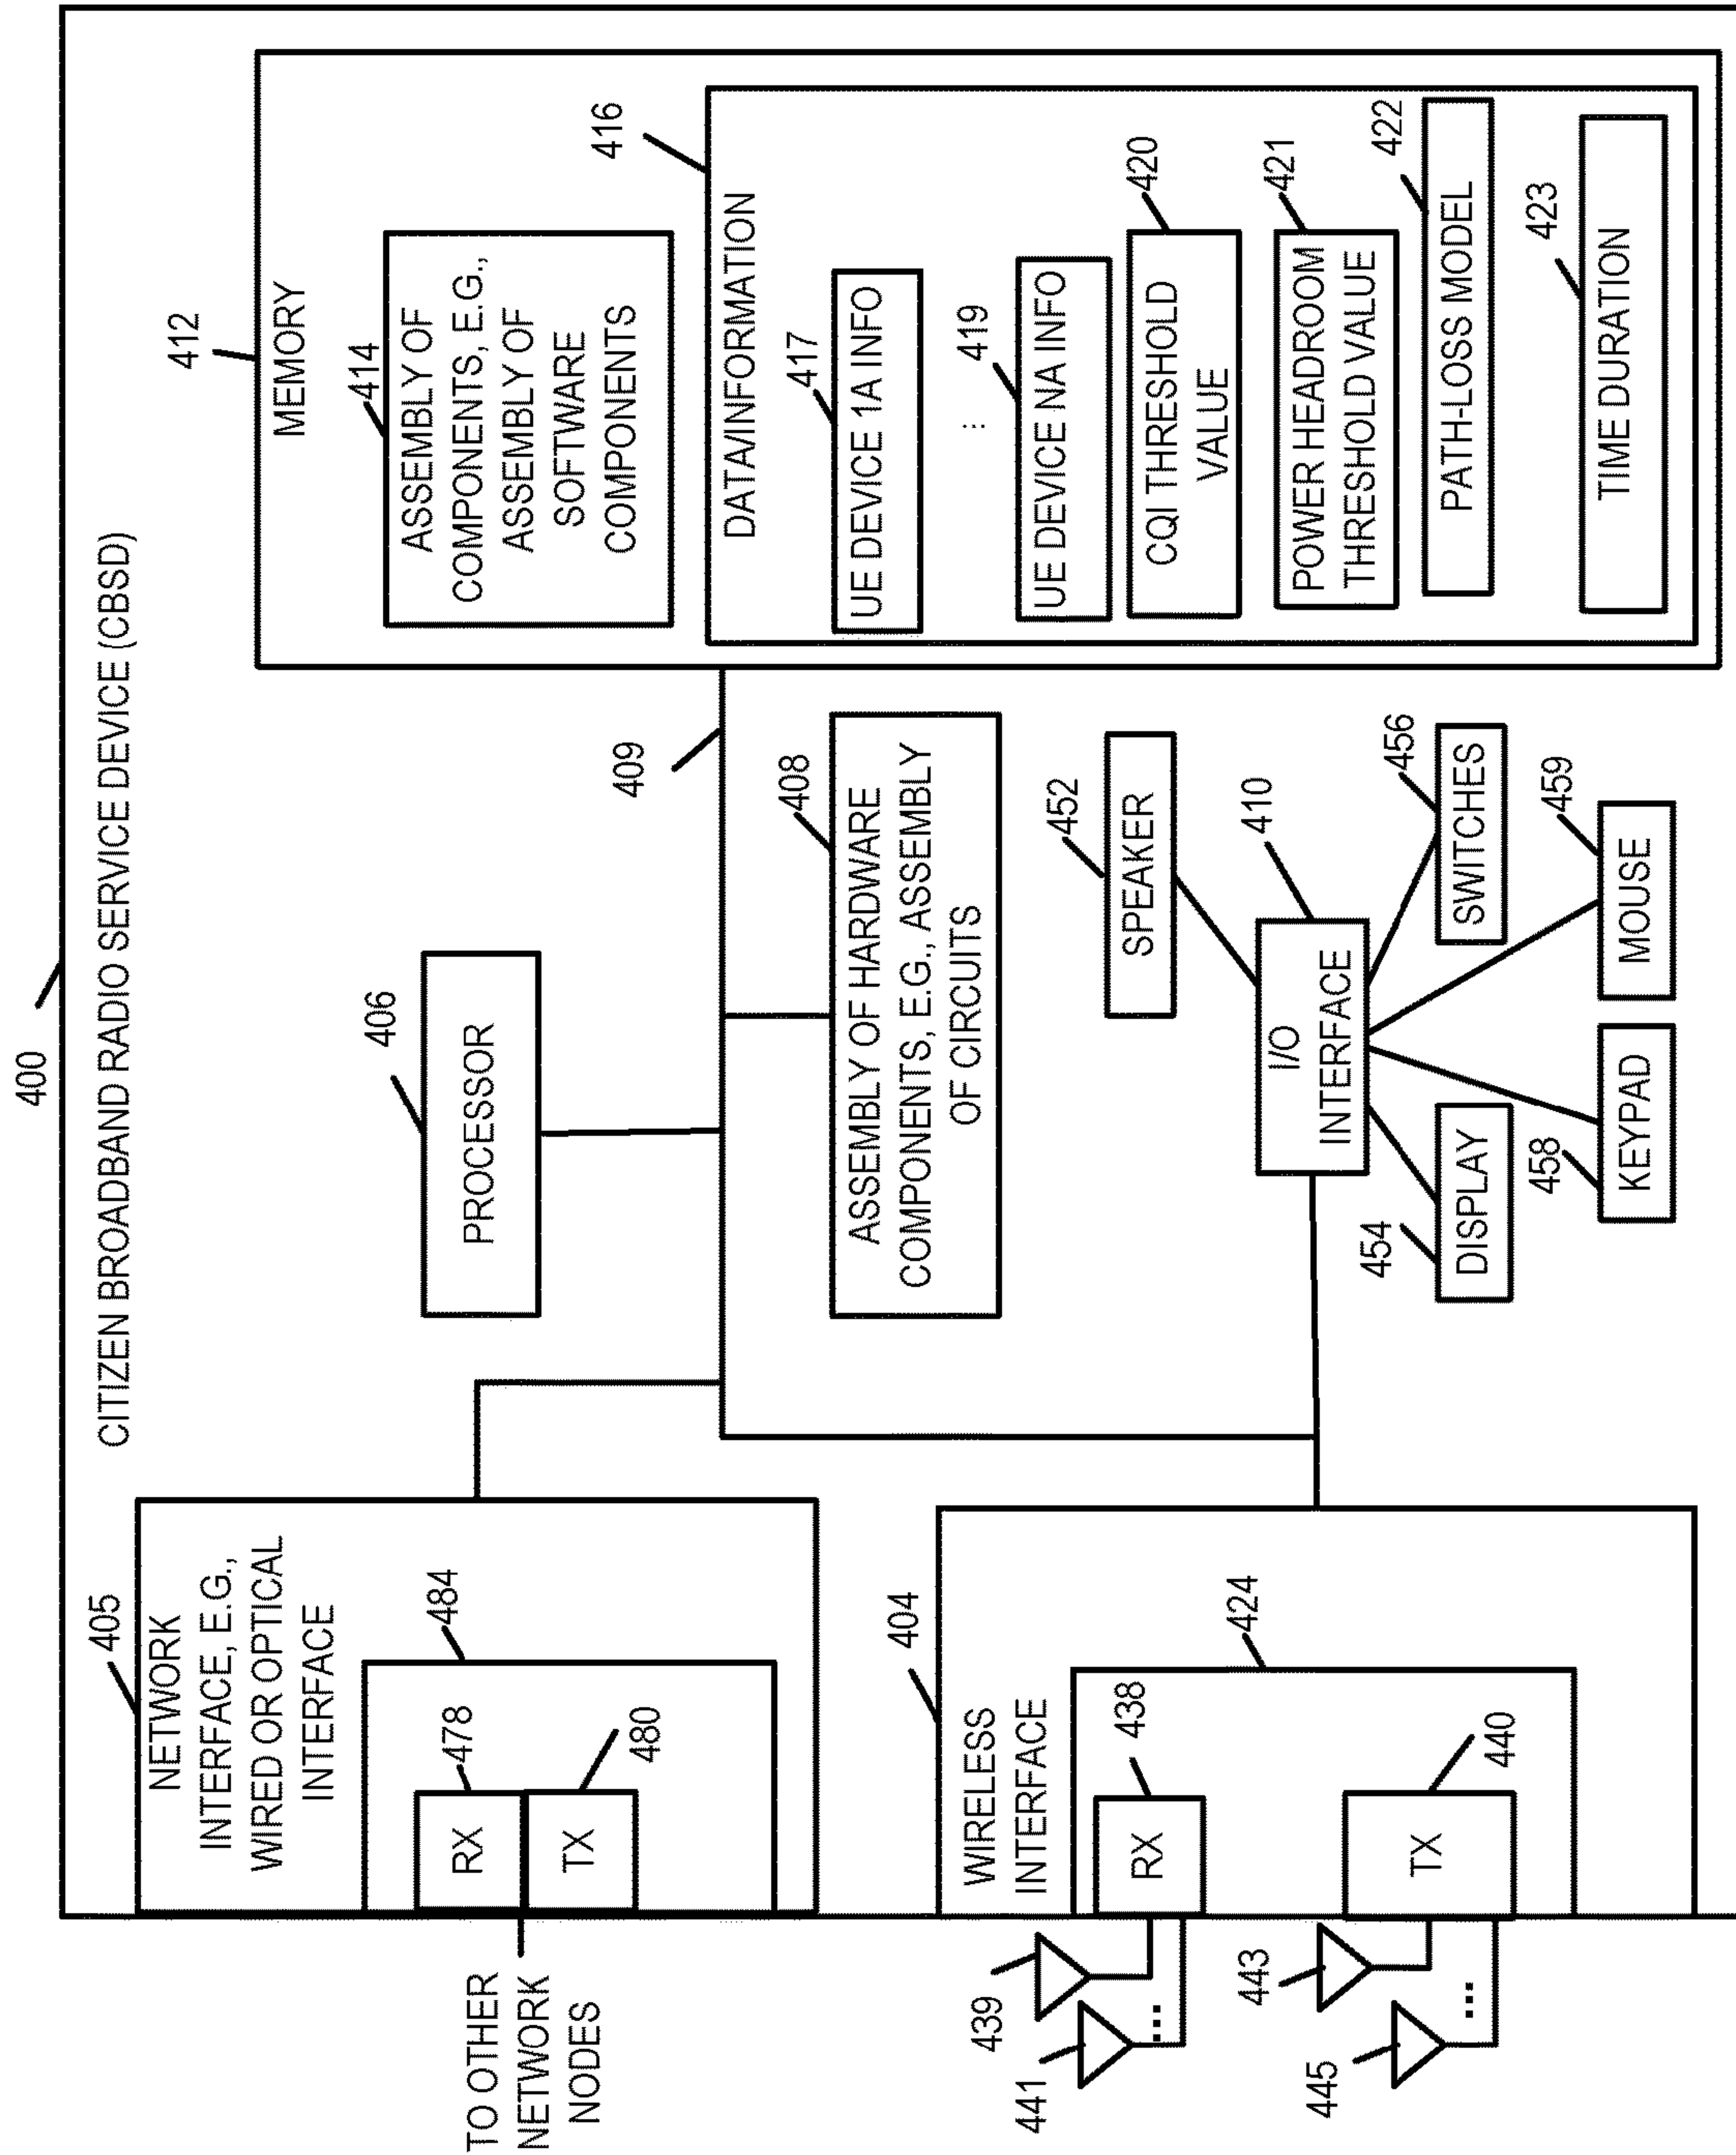 400
CITIZEN BROADBAND RADIO SERVICE DEVICE (CBSD)
405
NETWORK
INTERFACE, E.G.,
WIRED OR OPTICAL
INTERFACE
484
478
RX
480
TX
TO OTHER
NETWORK
NODES
404
WIRELESS
INTERFACE
424
438
RX
440
TX
439
441
...
443
445
...
406
PROCESSOR
409
408
ASSEMBLY OF HARDWARE
COMPONENTS, E.G., ASSEMBLY
OF CIRCUITS
452
SPEAKER
410
I/O
INTERFACE
456
SWITCHES
454
DISPLAY
458
KEYPAD
459
MOUSE
412
MEMORY
414
ASSEMBLY OF
COMPONENTS, E.G.,
ASSEMBLY OF
SOFTWARE
COMPONENTS
416
DATA/INFORMATION
417
UE DEVICE 1A INFO
...
419
UE DEVICE NA INFO
420
CQI THRESHOLD
VALUE
421
POWER HEADROOM
THRESHOLD VALUE
422
PATH-LOSS MODEL
423
TIME DURATION